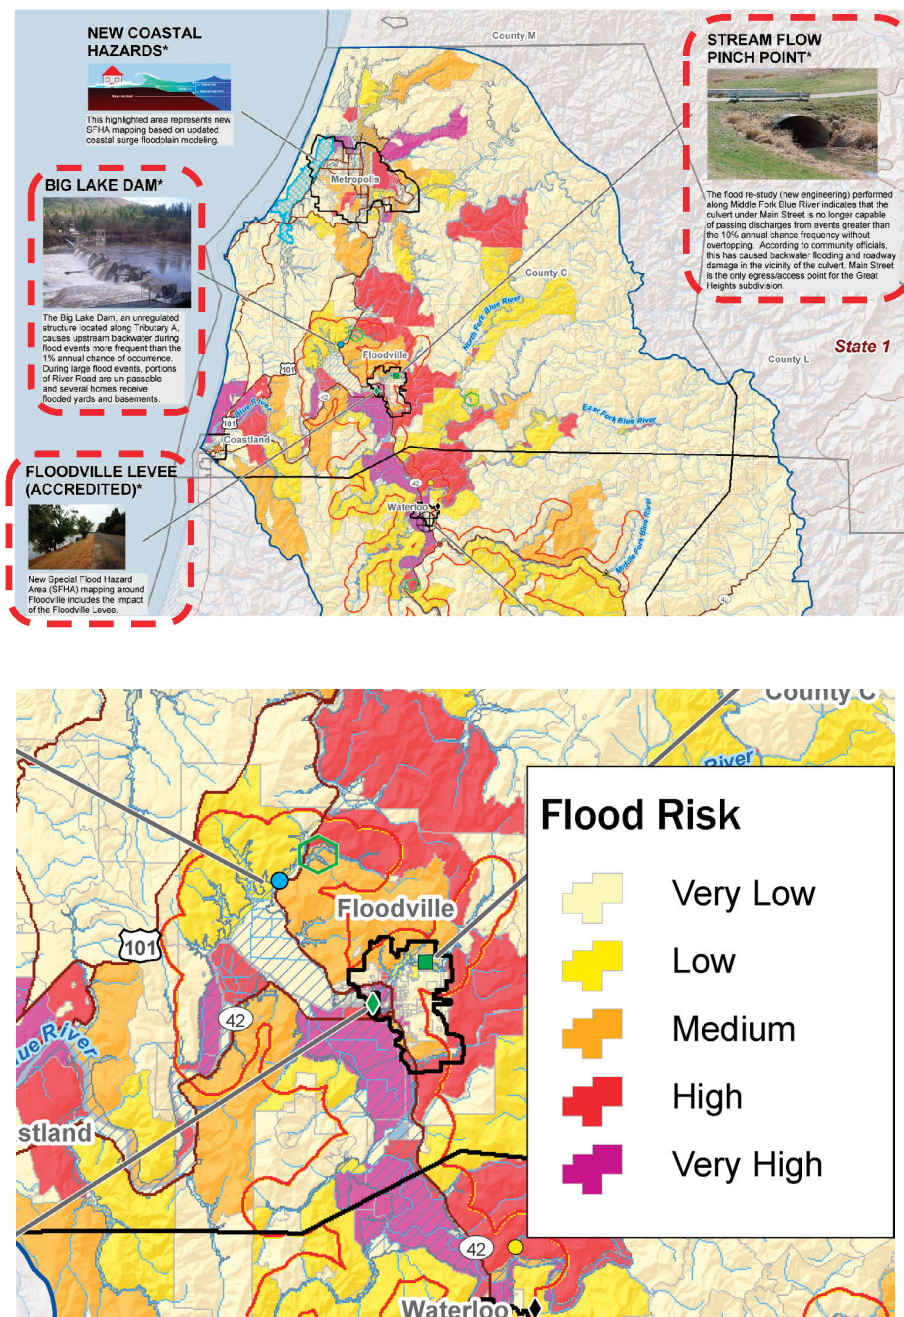 NEW COASTAL
HAZARDS*
This highlighted area represents new
SFHA mapping based on updated
coastal surge floodplain modeling.
BIG LAKE DAM*
The Big Lake Dam, an unregulated
structure located along Tributary A,
causes upstream backwater during
flood events more frequent than the
1% annual chance of occurrence.
During large flood events, portions
of River Road are un-passable
and several homes receive
flooded yards and basements.
FLOODVILLE LEVEE
(ACCREDITED)*
New Special Flood Hazard
Area (SFHA) mapping around
Floodville includes the impact
of the Floodville Levee.
STREAM FLOW
PINCH POINT*
The flood re-study (new engineering) performed
along Middle Fork Blue River indicates that the
culvert under Main Street is no longer capable
of passing discharges from events greater than
the 10% annual chance frequency without
overtopping. According to community officials,
this has caused backwater flooding and roadway
damage in the vicinity of the culvert. Main Street
is the only egress/access point for the Great
Heights subdivision.
County M
Metropolis
County C
North Fork Blue River
State 1
County L
Floodville
101
42
Blue River
101
Coastland
East Fork Blue River
42
Waterloo
Middle Fork Blue River
42
County C
River
Flood Risk
Very Low
Low
Medium
High
Very High
Floodville
101
42
ue River
stland
42
Waterloo